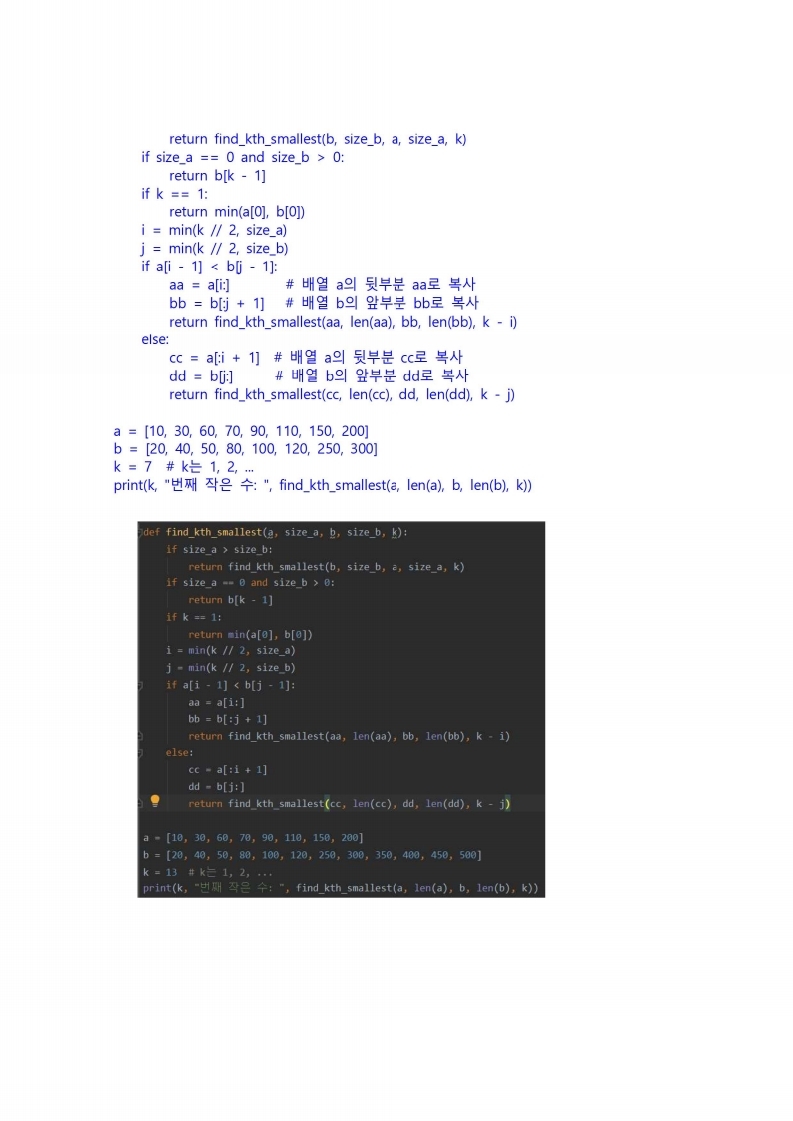 return find_kth_smallest(b, size_b, a, size_a, k)
if size_a == 0 and size_b > 0:
return b[k - 1]
if k == 1:
return min(a[0], b[0])
i = min(k // 2, size_a)
j = min(k // 2, size_b)
if a[i - 1] < b[j - 1]:
aa = a[i:] # 배열 a의 뒷부분 aa로 복사
bb = b[:j + 1] # 배열 b의 앞부분 bb로 복사
return find_kth_smallest(aa, len(aa), bb, len(bb), k - i)
else:
cc = a[:i + 1] # 배열 a의 뒷부분 cc로 복사
dd = b[j:] # 배열 b의 앞부분 dd로 복사
return find_kth_smallest(cc, len(cc), dd, len(dd), k - j)
a = [10, 30, 60, 70, 90, 110, 150, 200]
b = [20, 40, 50, 80, 100, 120, 250, 300]
k = 7 # k는 1, 2, ...
print(k, "번째 작은 수: ", find_kth_smallest(a, len(a), b, len(b), k))
def find_kth_smallest(a, size_a, b, size_b, k):
if size_a > size_b:
return find_kth_smallest(b, size_b, a, size_a, k)
if size_a == 0 and size_b > 0:
return b[k - 1]
if k == 1:
return min(a[0], b[0])
i = min(k // 2, size_a)
j = min(k // 2, size_b)
if a[i - 1] < b[j - 1]:
aa = a[i:]
bb = b[:j + 1]
return find_kth_smallest(aa, len(aa), bb, len(bb), k - i)
else:
cc = a[:i + 1]
dd = b[j:]
return find_kth_smallest(cc, len(cc), dd, len(dd), k - j)
a = [10, 30, 60, 70, 90, 110, 150, 200]
b = [20, 40, 50, 80, 100, 120, 250, 300, 350, 400, 450, 500]
k = 13 # k는 1, 2, ...
print(k, "번째 작은 수: ", find_kth_smallest(a, len(a), b, len(b), k))